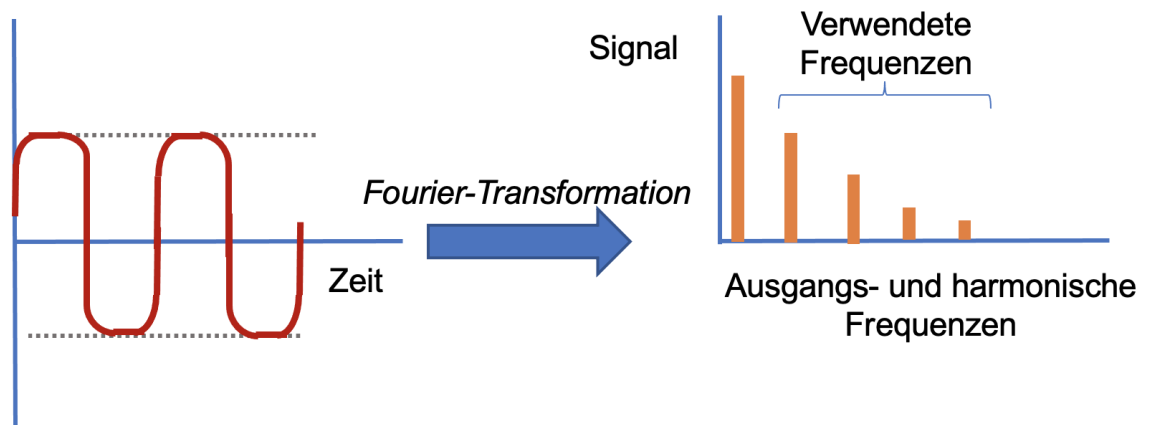 Signal
Verwendete
Frequenzen
Fourier-Transformation
Zeit
Ausgangs- und harmonische
Frequenzen